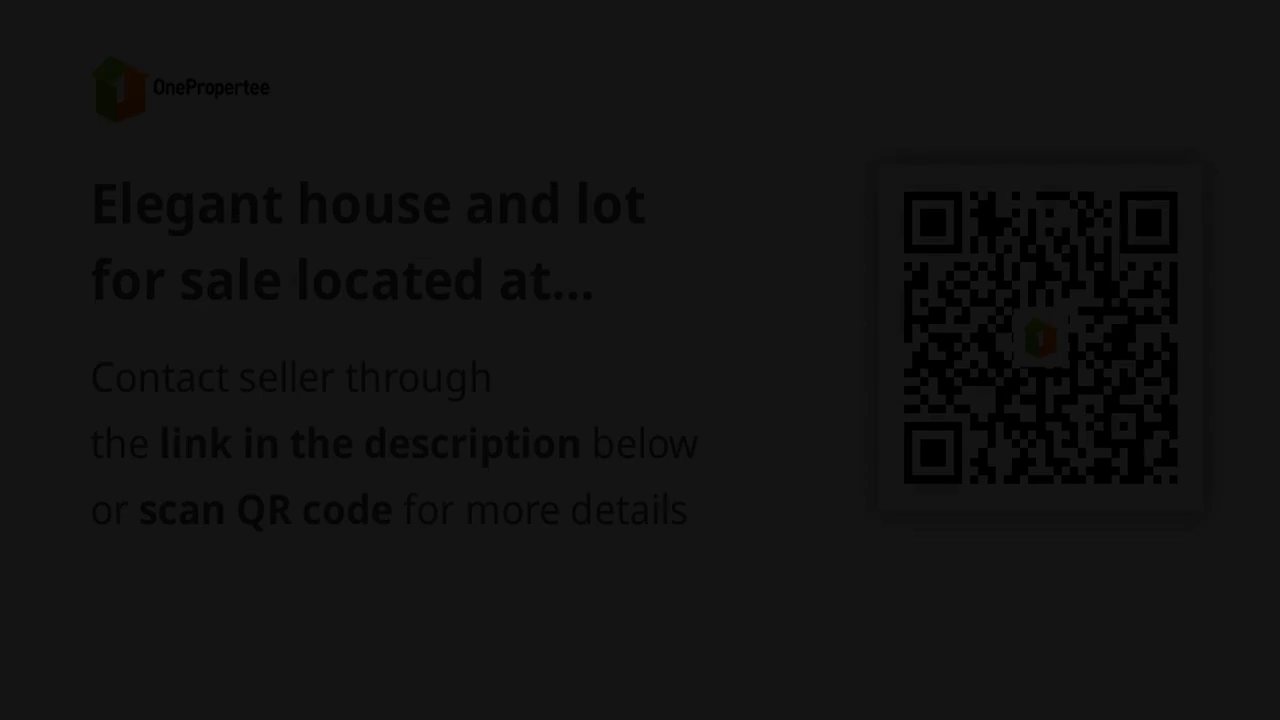 OnePropertee
Elegant house and lot
for sale located at...
Contact seller through
the link in the description below
or scan QR code for more details